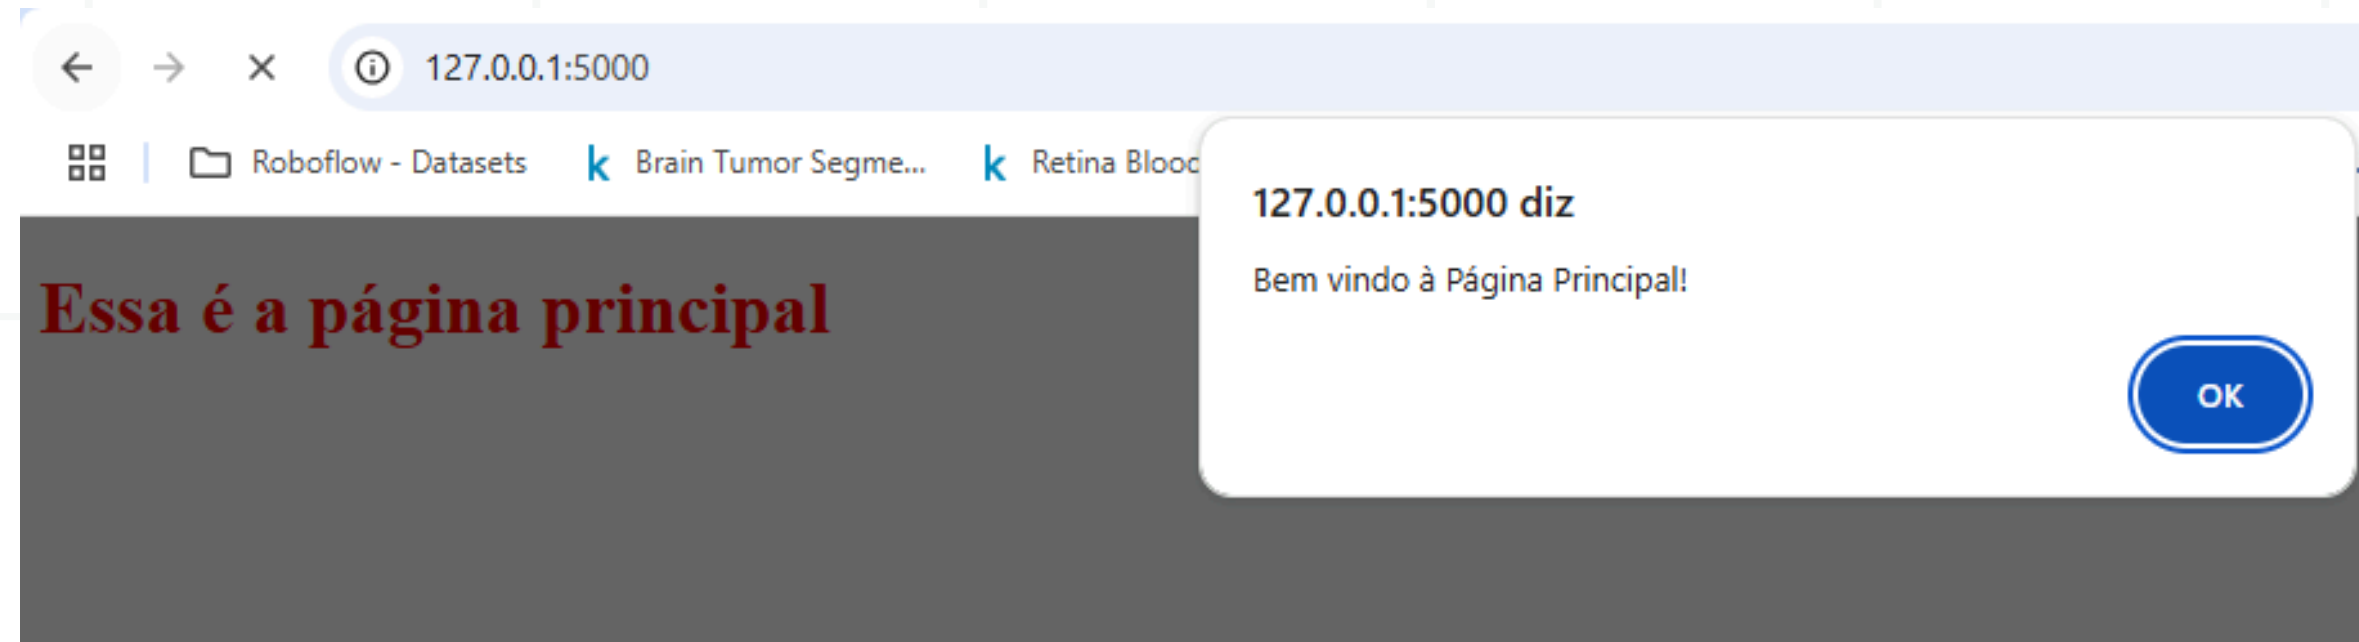 127.0.0.1:5000
Roboflow - Datasets
Brain Tumor Segme...
Retina Blood
127.0.0.1:5000 diz
Bem vindo à Página Principal!
OK
Essa é a página principal